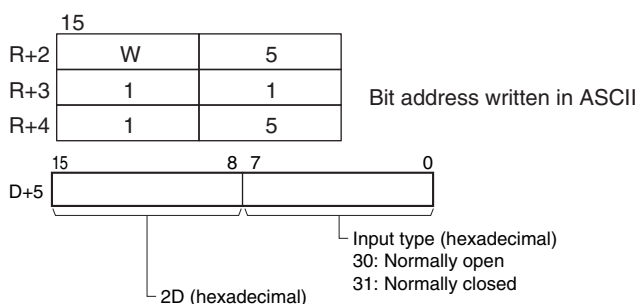 15
R+2 W 5
R+3 1 1 Bit address written in ASCII
R+4 1 5
15 8 7 0
D+5
Input type (hexadecimal)
30: Normally open
31: Normally closed
2D (hexadecimal)